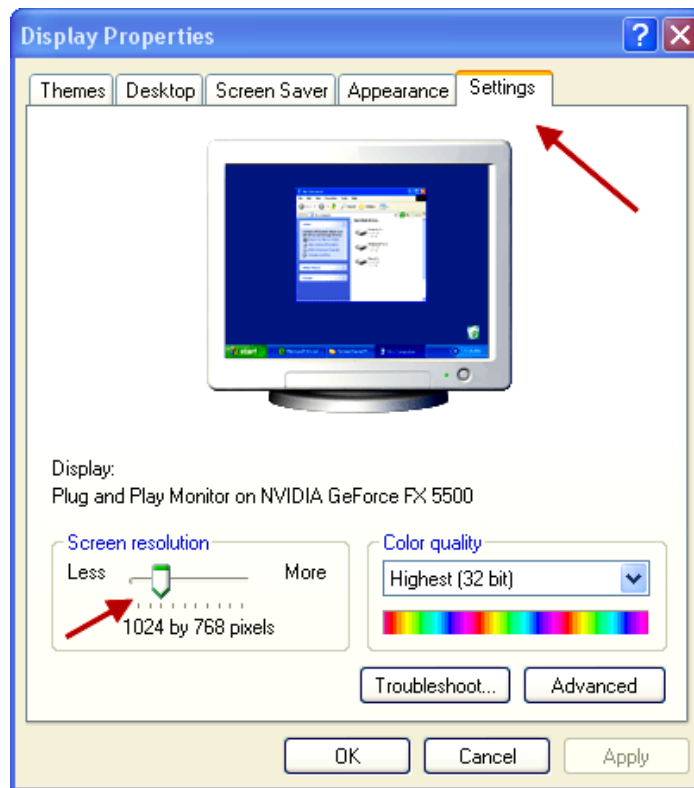 Display Properties
?
X
Themes
Desktop
Screen Saver
Appearance
Settings
start
Display:
Plug and Play Monitor on NVIDIA GeForce FX 5500
Screen resolution
Less
More
1024 by 768 pixels
Color quality
Highest (32 bit)
Troubleshoot...
Advanced
OK
Cancel
Apply